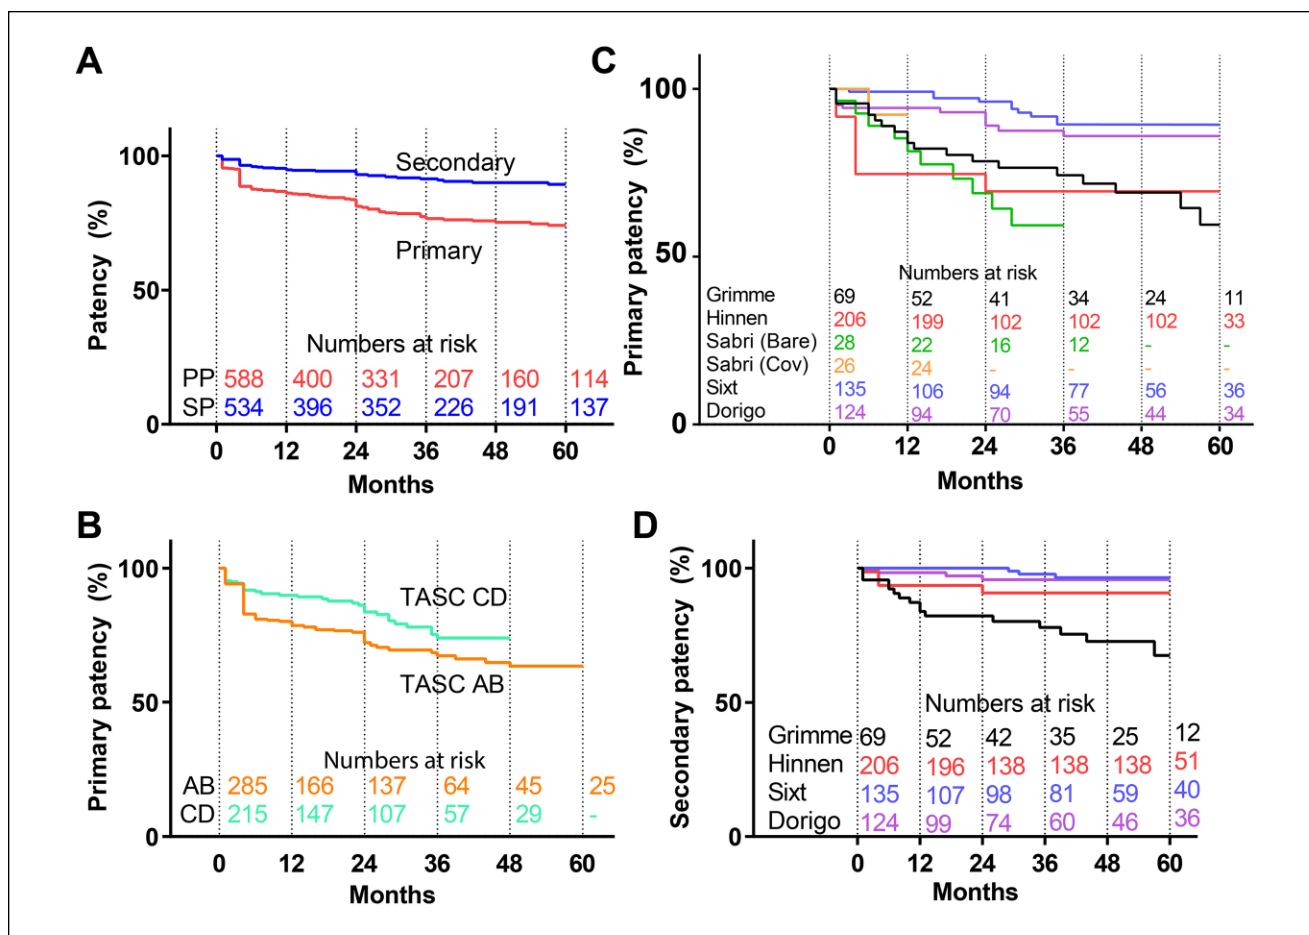 A
Patency (%)
100
50
0
Secondary
Primary
Numbers at risk
PP 588 400 331 207 160 114
SP 534 396 352 226 191 137
0 12 24 36 48 60
Months
C
Primary patency (%)
100
50
0
Numbers at risk
Grimme 69 52 41 34 24 11
Hinnen 206 199 102 102 102 33
Sabri (Bare) 28 22 16 12 - -
Sabri (Cov) 26 24 - - - -
Sixt 135 106 94 77 56 36
Dorigo 124 94 70 55 44 34
0 12 24 36 48 60
Months
B
Primary patency (%)
100
50
0
TASC CD
TASC AB
Numbers at risk
AB 285 166 137 64 45 25
CD 215 147 107 57 29 -
0 12 24 36 48 60
Months
D
Secondary patency (%)
100
50
0
Numbers at risk
Grimme 69 52 42 35 25 12
Hinnen 206 196 138 138 138 51
Sixt 135 107 98 81 59 40
Dorigo 124 99 74 60 46 36
0 12 24 36 48 60
Months